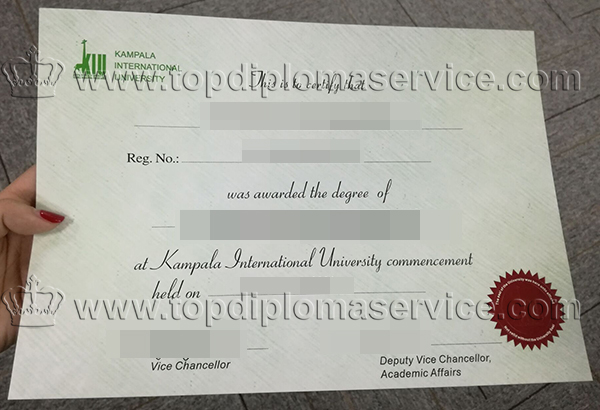 KAMPALA
INTERNATIONAL
UNIVERSITY
www.topdiplomaservice.com
This is to certify that
Reg. No.:
was awarded the degree of
at Kampala International University commencement
held on
www.topdiplomaservice.com
Vice Chancellor
Deputy Vice Chancellor,
Academic Affairs